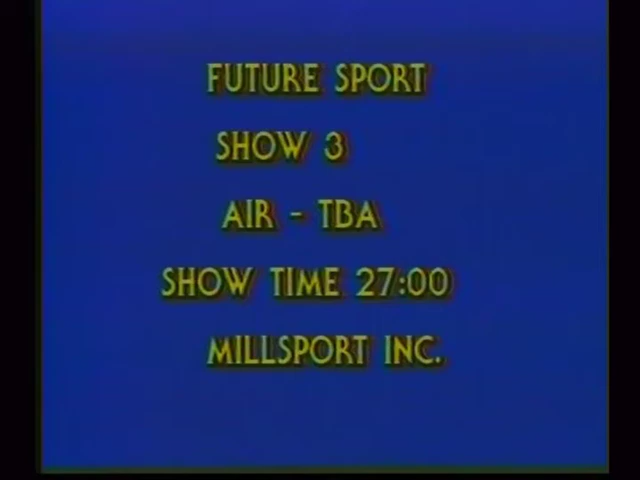 FUTURE SPORT
SHOW 3
AIR - TBA
SHOW TIME 27:00
MILLSPORT INC.